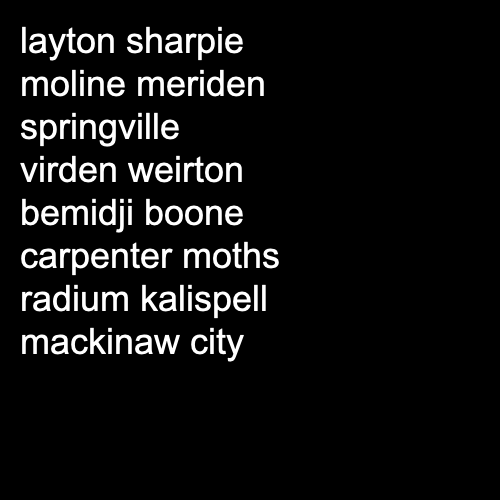 layton sharpie
moline meriden
springville
virden weirton
bemidji boone
carpenter moths
radium kalispell
mackinaw city